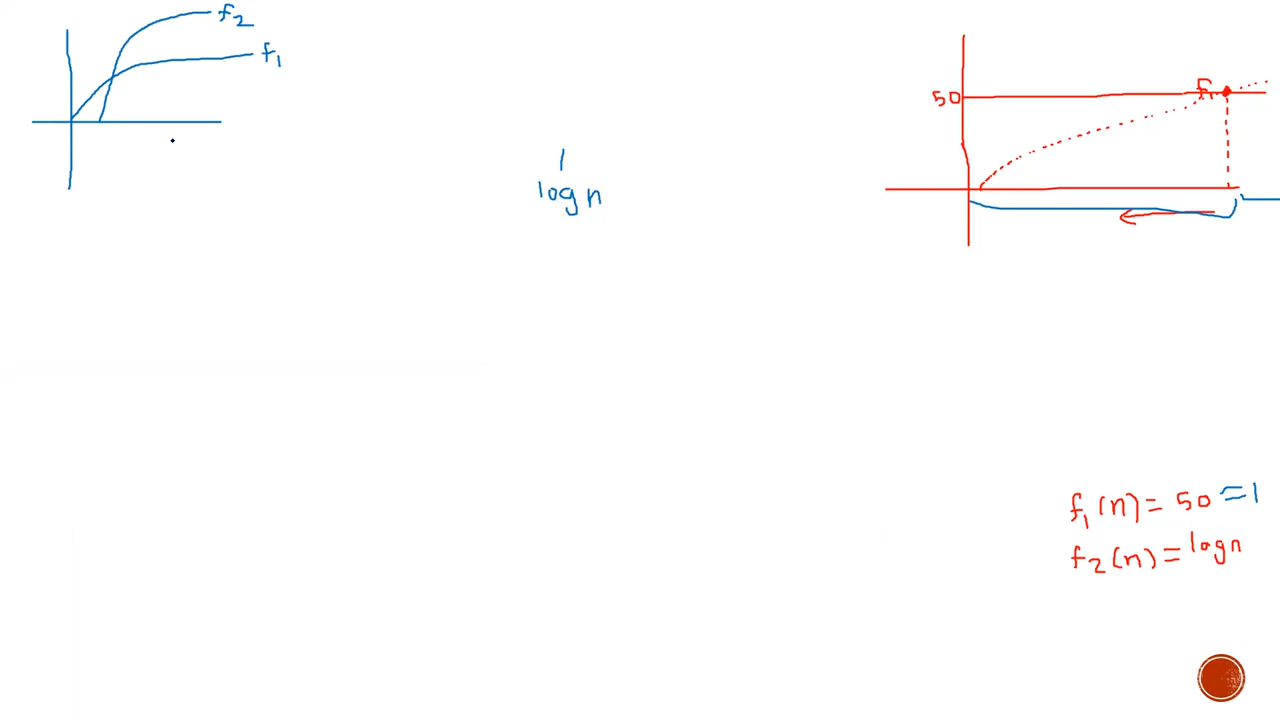 f2
f1
50
f1
1
log n
f1(n) = 50 = 1
f2(n) = log n